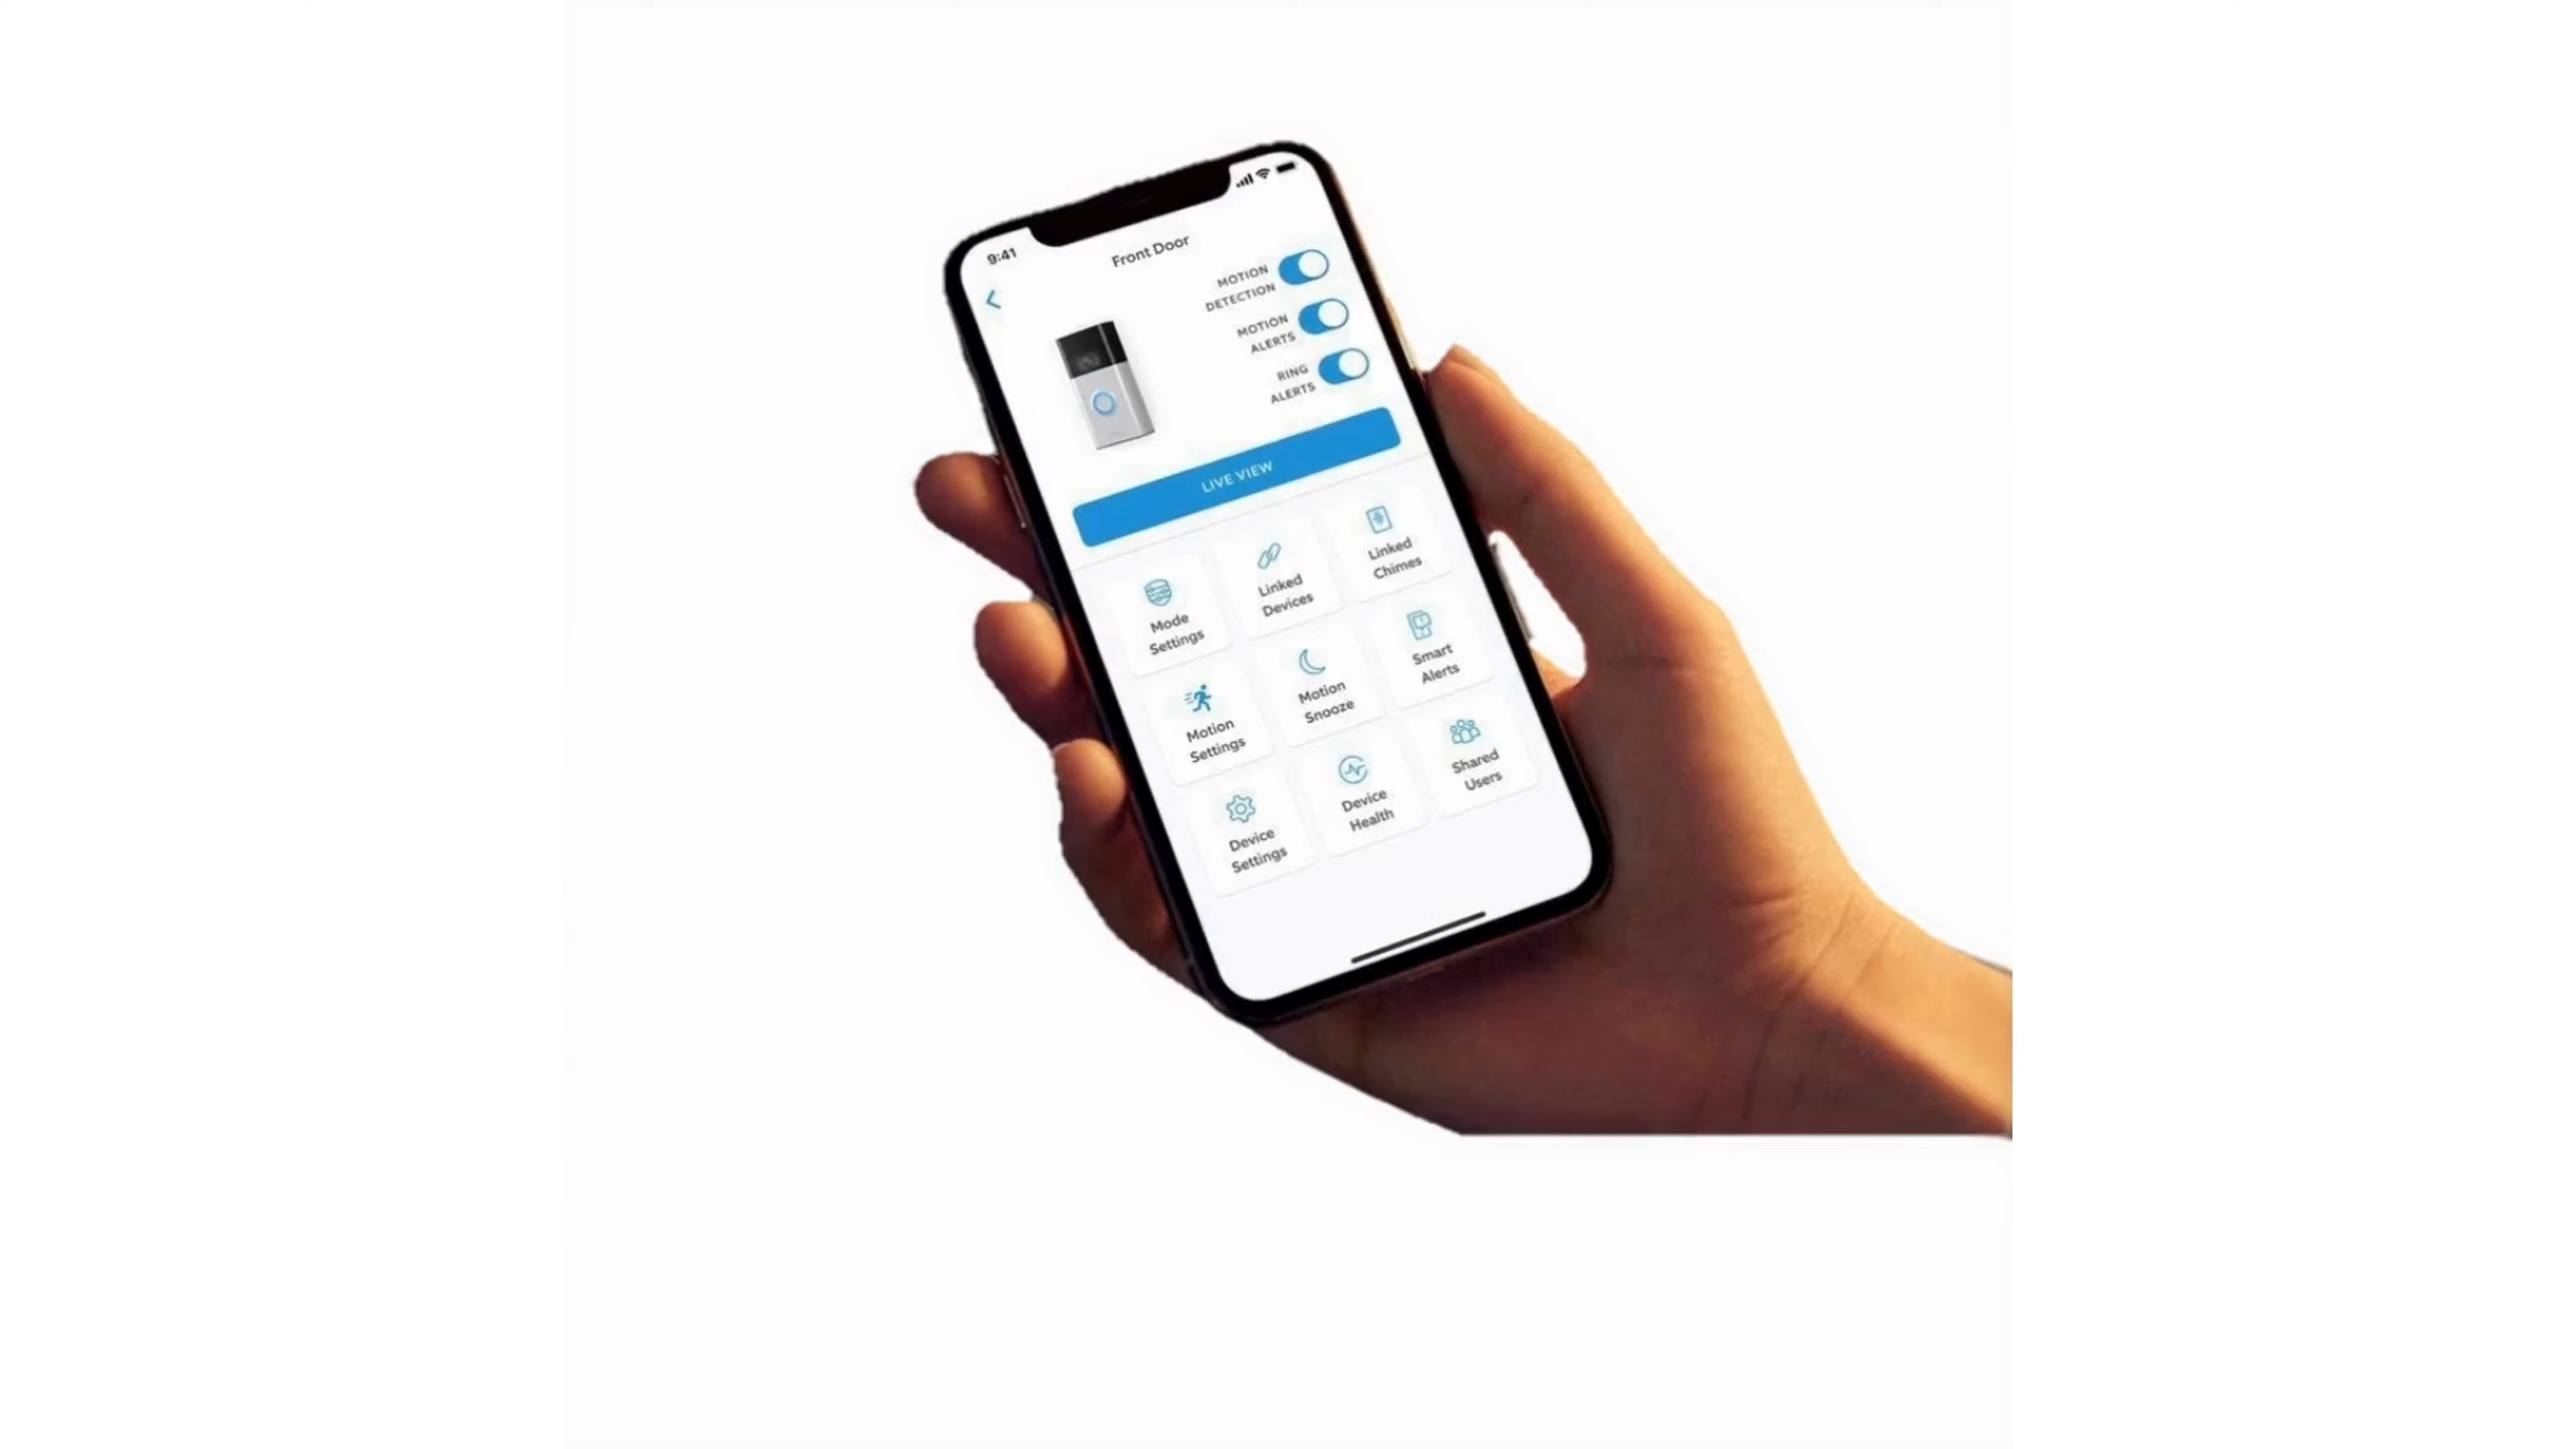 9:41
Front Door
MOTION
DETECTION
MOTION
ALERTS
RING
ALERTS
LIVE VIEW
Mode
Settings
Linked
Devices
Linked
Chimes
Motion
Settings
Motion
Snooze
Smart
Alerts
Device
Settings
Device
Health
Shared
Users